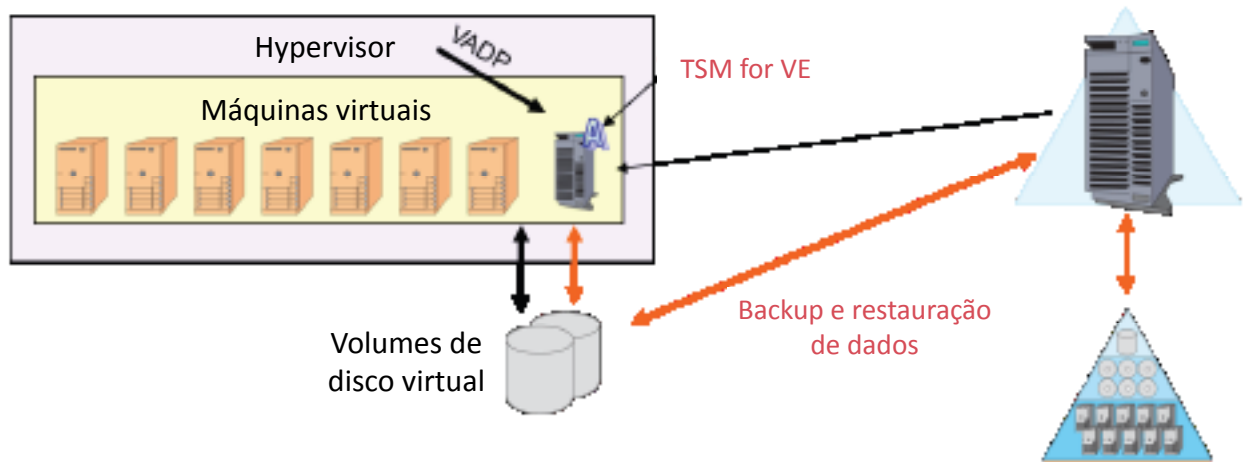 Hypervisor
VADP
TSM for VE
Máquinas virtuais
Backup e restauração
de dados
Volumes de
disco virtual